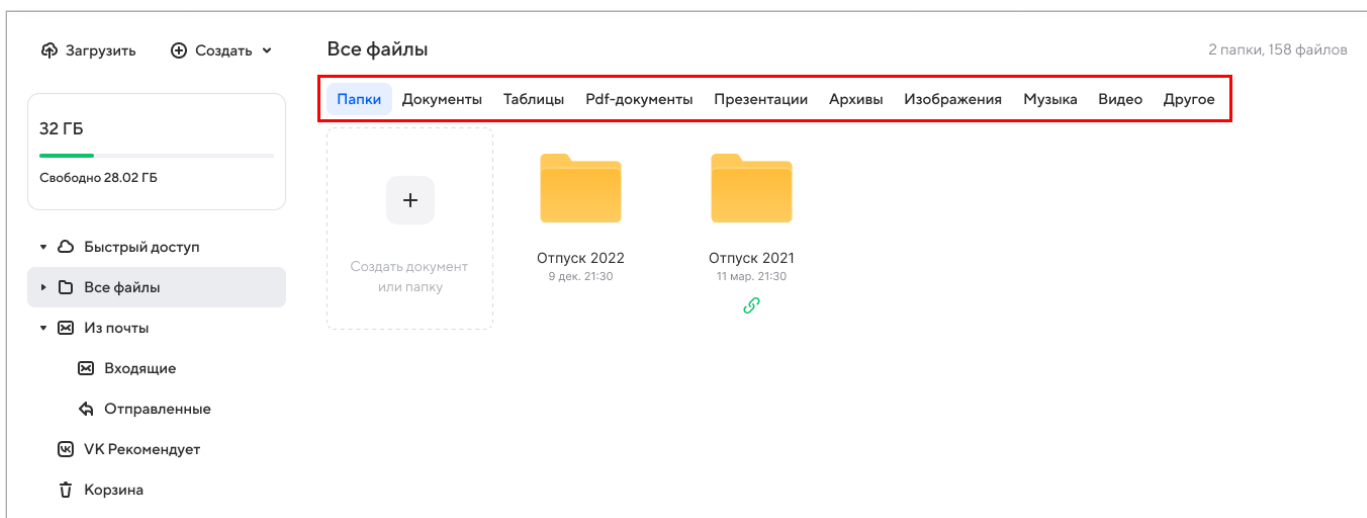 Загрузить
Создать
Все файлы
2 папки, 158 файлов
Папки Документы Таблицы Pdf-документы Презентации Архивы Изображения Музыка Видео Другое
32 ГБ
Свободно 28.02 ГБ
Быстрый доступ
Все файлы
Из почты
Входящие
Отправленные
VK Рекомендует
Корзина
Создать документ
или папку
Отпуск 2022
9 дек. 21:30
Отпуск 2021
11 мар. 21:30